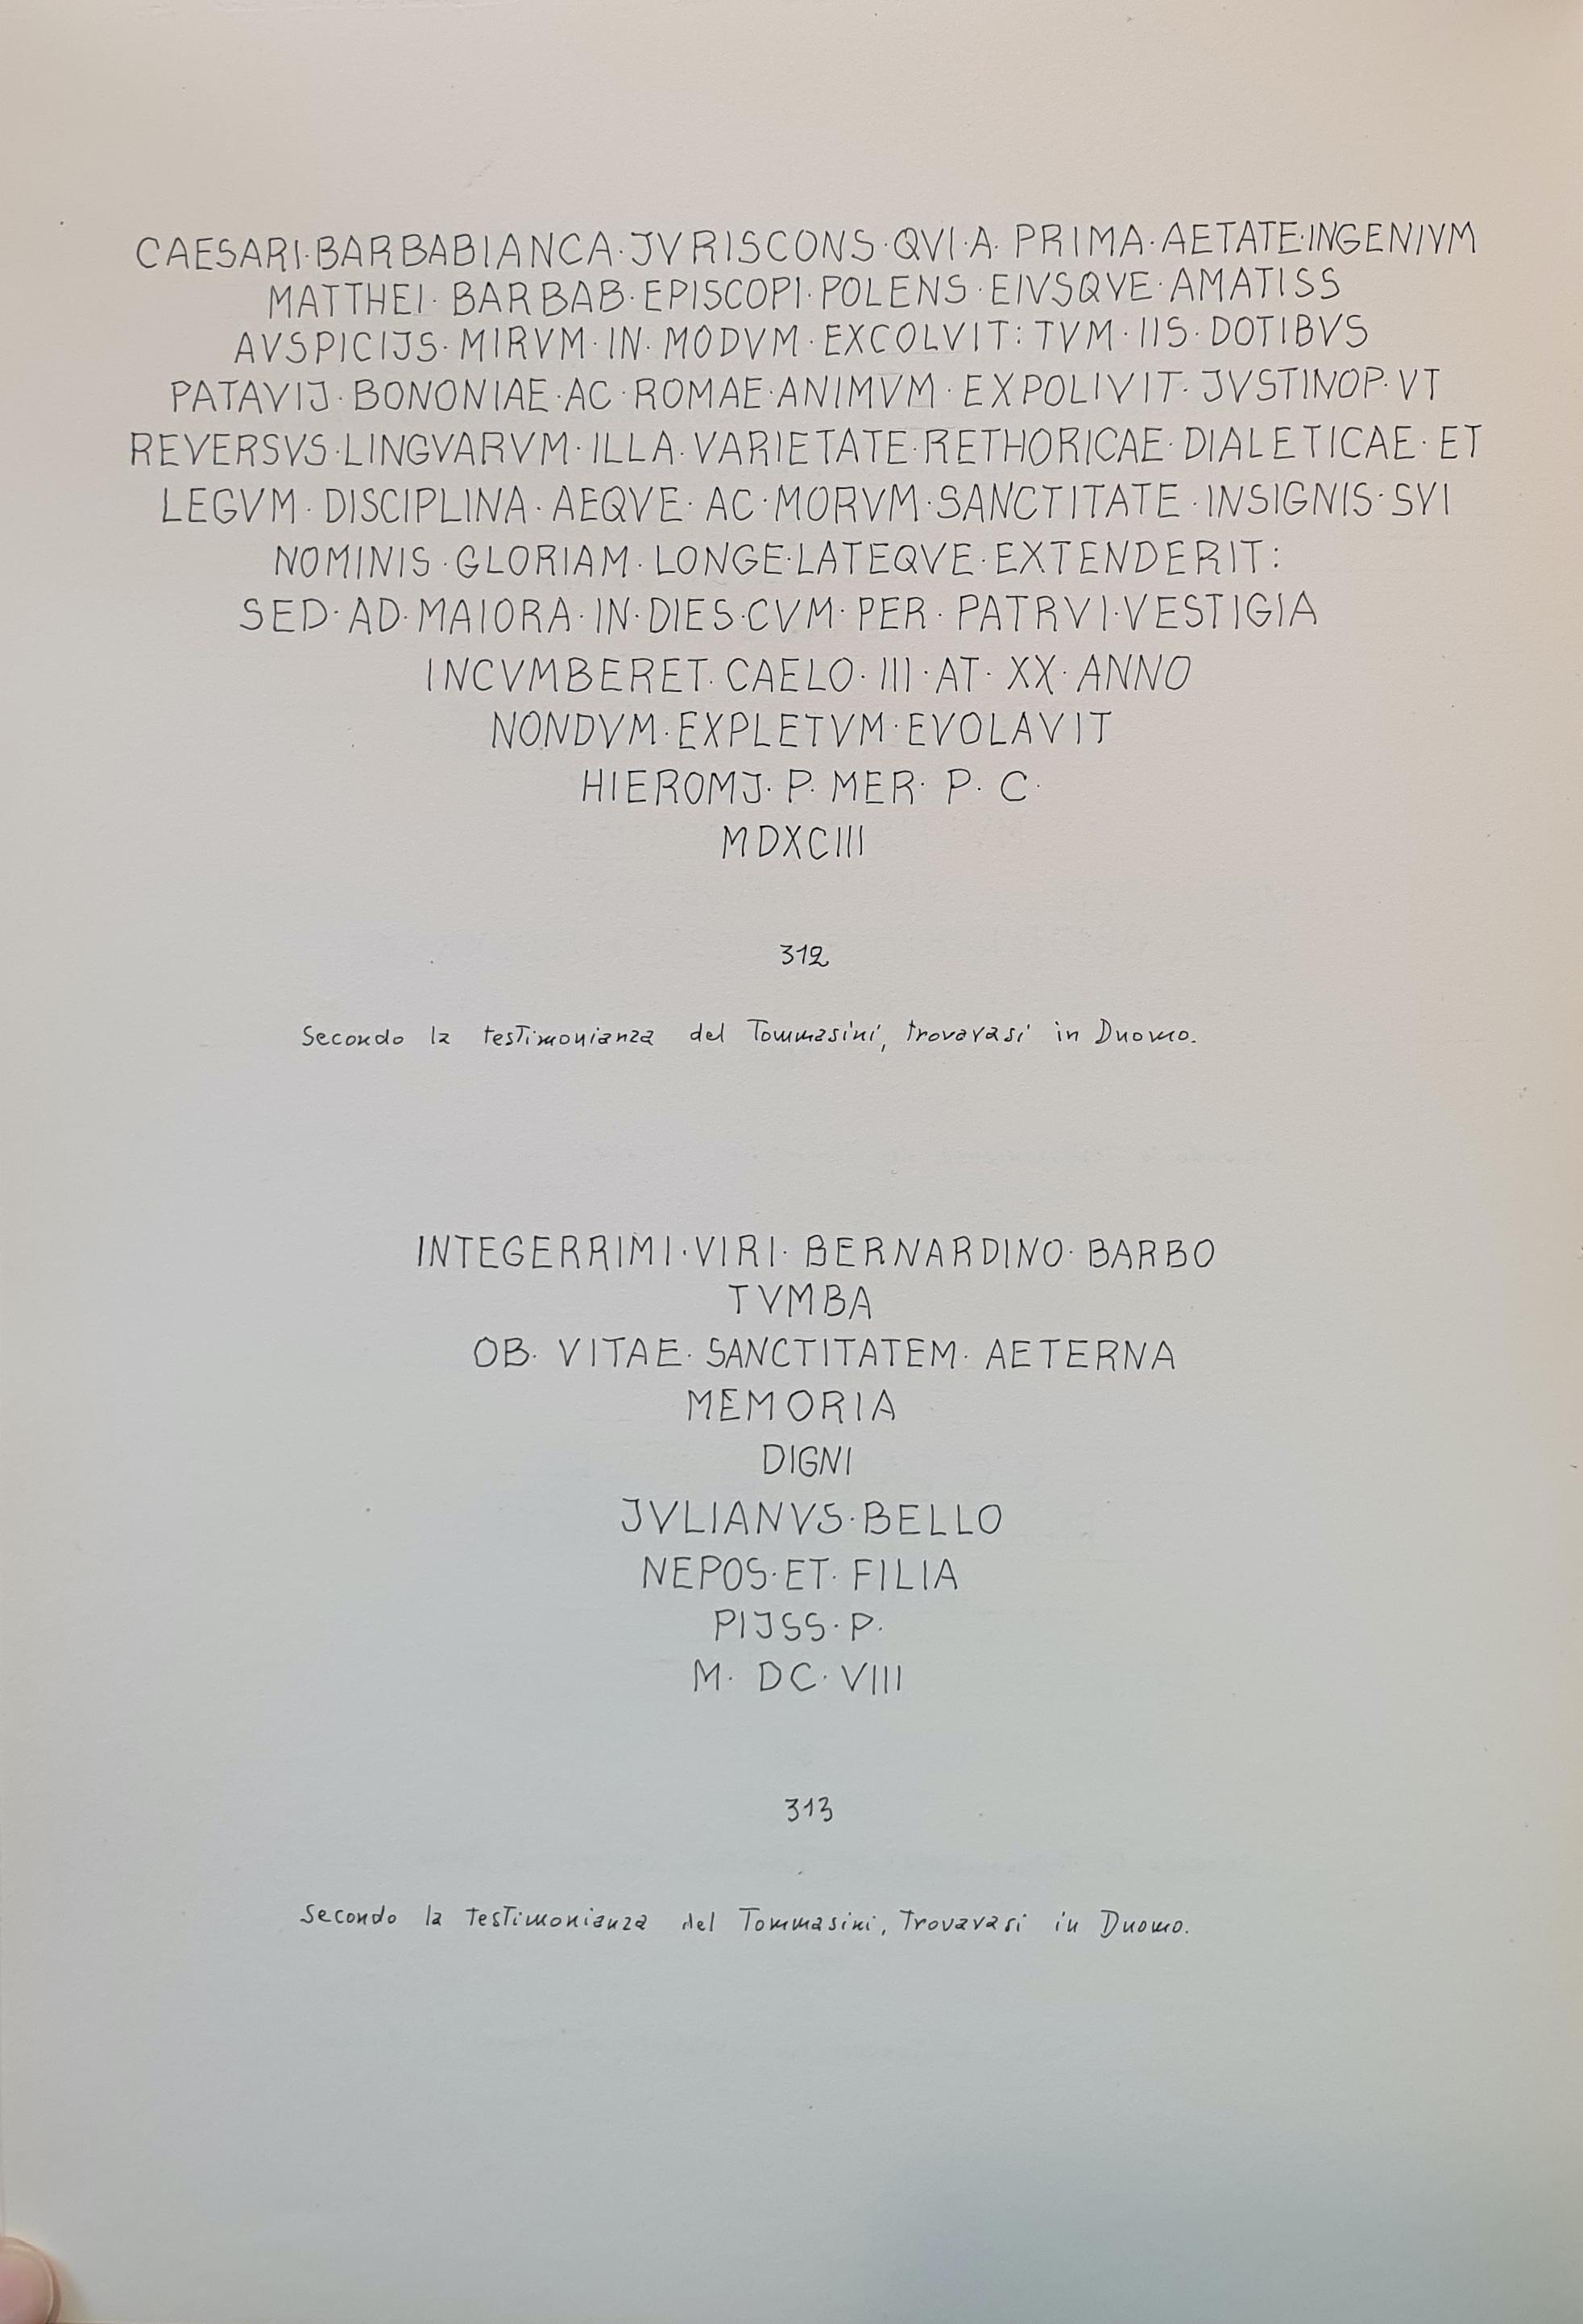 CAESARI·BARBABIANCA·JVRISCONS·QVI·A·PRIMA·AETATE·INGENIVM
MATTHEI·BARBAB·EPISCOPI·POLENS·EIVSQVE·AMATISS
AVSPICIJS·MIRVM·IN·MODVM·EXCOLVIT: TVM·IIS·DOTIBVS
PATAVIJ·BONONIAE·AC·ROMAE·ANIMVM·EXPOLIVIT·JVSTINOP·VT
REVERSVS·LINGVARVM·ILLA·VARIETATE·RETHORICAE·DIALETICAE·ET
LEGVM·DISCIPLINA·AEQVE·AC·MORVM·SANCTITATE·INSIGNIS·SVI
NOMINIS·GLORIAM·LONGE·LATEQVE·EXTENDERIT:
SED·AD·MAIORA·IN·DIES·CVM·PER·PATRVI·VESTIGIA
INCVMBERET·CAELO·III·AT·XX·ANNO
NONDVM·EXPLETVM·EVOLAVIT
HIEROMJ·P·MER·P·C·
MDXCIII
312
Secondo la testimonianza del Tommasini, trovavasi in Duomo.
INTEGERRIMI·VIRI·BERNARDINO·BARBO
TVMBA
OB·VITAE·SANCTITATEM·AETERNA
MEMORIA
DIGNI
JVLIANVS·BELLO
NEPOS·ET·FILIA
PIJSS·P·
M·DC·VIII
313
Secondo la testimonianza del Tommasini, trovavasi in Duomo.